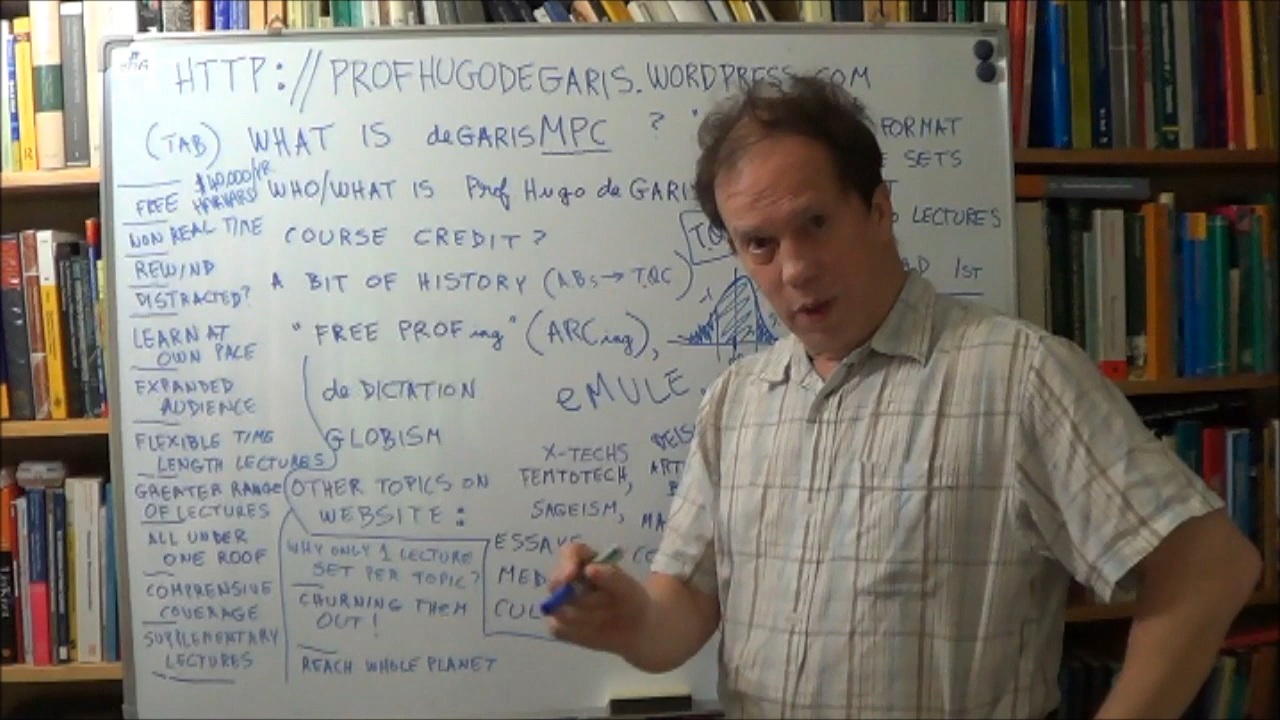 HTTP://PROFHUGODEGARIS.WORDPRESS.COM
(TAB) WHAT IS deGARISMPC ?
FORMAT
SETS
$40,000/YR
HARVARD
FREE
WHO/WHAT IS Prof Hugo de GARIS
LECTURES
NON REAL TIME
COURSE CREDIT?
REWIND
DISTRACTED?
A BIT OF HISTORY (A.B.s → T.Q.C)
1st
LEARN AT
OWN PACE
"FREE PROFing" (ARCing),
EXPANDED
AUDIENCE
de DICTATION
eMULE
FLEXIBLE TIME
LENGTH LECTURES
GLOBISM
X-TECHS
FEMTOTECH,
SAGEISM,
GREATER RANGE
OF LECTURES
OTHER TOPICS ON
WEBSITE :
ALL UNDER
ONE ROOF
WHY ONLY 1 LECTURE
SET PER TOPIC?
ESSAYS
MED
CUL
COMPRENSIVE
COVERAGE
CHURNING THEM
OUT!
SUPPLEMENTARY
LECTURES
REACH WHOLE PLANET